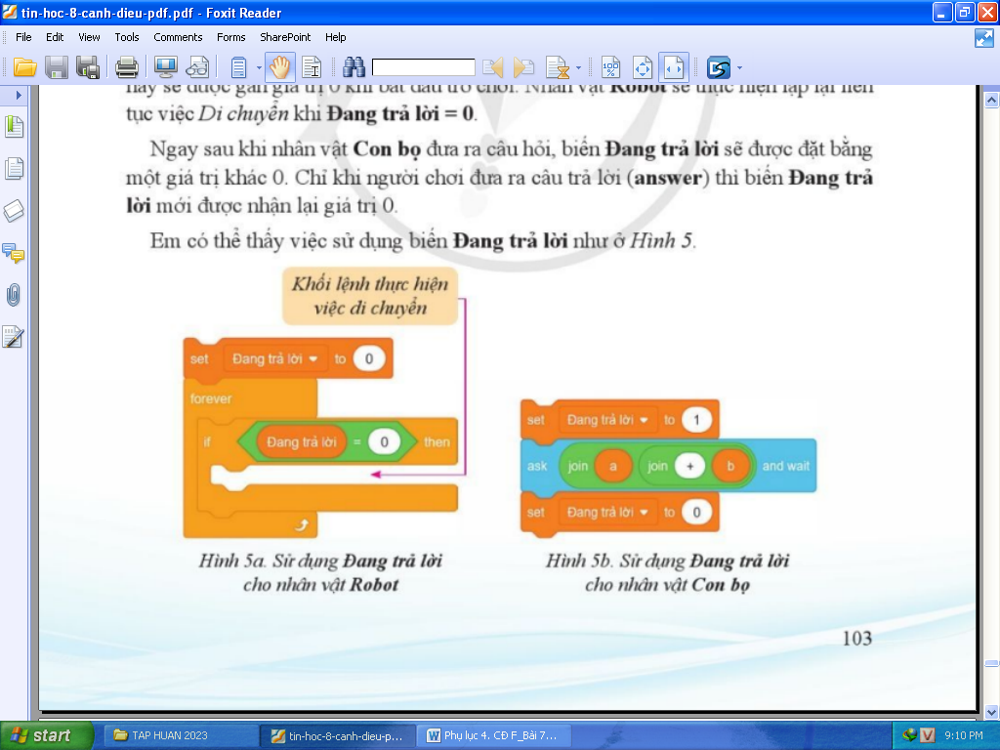 tin-hoc-8-canh-dieu-pdf.pdf - Foxit Reader
File Edit View Tools Comments Forms SharePoint Help
này sẽ được gán giá trị 0 khi bắt đầu trò chơi. Nhân vật Robot sẽ thực hiện lặp lại liên
tục việc Di chuyển khi Đang trả lời = 0.
Ngay sau khi nhân vật Con bọ đưa ra câu hỏi, biến Đang trả lời sẽ được đặt bằng
một giá trị khác 0. Chỉ khi người chơi đưa ra câu trả lời (answer) thì biến Đang trả
lời mới được nhận lại giá trị 0.
Em có thể thấy việc sử dụng biến Đang trả lời như ở Hình 5.
Khối lệnh thực hiện
việc di chuyển
set Đang trả lời to 0
forever
if Đang trả lời = 0 then
set Đang trả lời to 1
ask join a join + b and wait
set Đang trả lời to 0
Hình 5a. Sử dụng Đang trả lời
cho nhân vật Robot
Hình 5b. Sử dụng Đang trả lời
cho nhân vật Con bọ
103
start TAP HUAN 2023 tin-hoc-8-canh-dieu-p... Phụ lục 4. CĐ F_Bài 7... V 9:10 PM